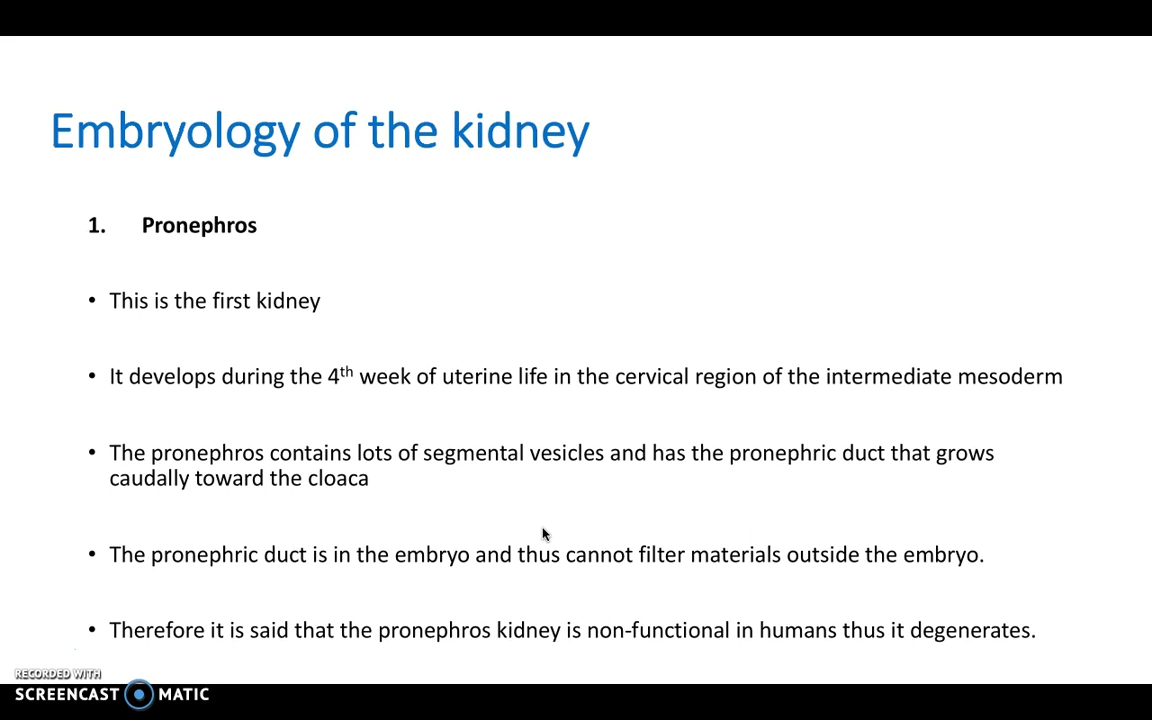 Embryology of the kidney
1. Pronephros
• This is the first kidney
• It develops during the 4th week of uterine life in the cervical region of the intermediate mesoderm
• The pronephros contains lots of segmental vesicles and has the pronephric duct that grows
caudally toward the cloaca
• The pronephric duct is in the embryo and thus cannot filter materials outside the embryo.
• Therefore it is said that the pronephros kidney is non-functional in humans thus it degenerates.
RECORDED WITH
SCREENCAST MATIC